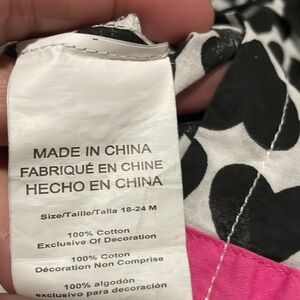 MADE IN CHINA
FABRIQUÉ EN CHINE
HECHO EN CHINA
Size/Taille/Talla 18-24 M
100% Cotton
Exclusive Of Decoration
100% Coton
Décoration Non Comprise
100% algodón
exclusivo para decoración